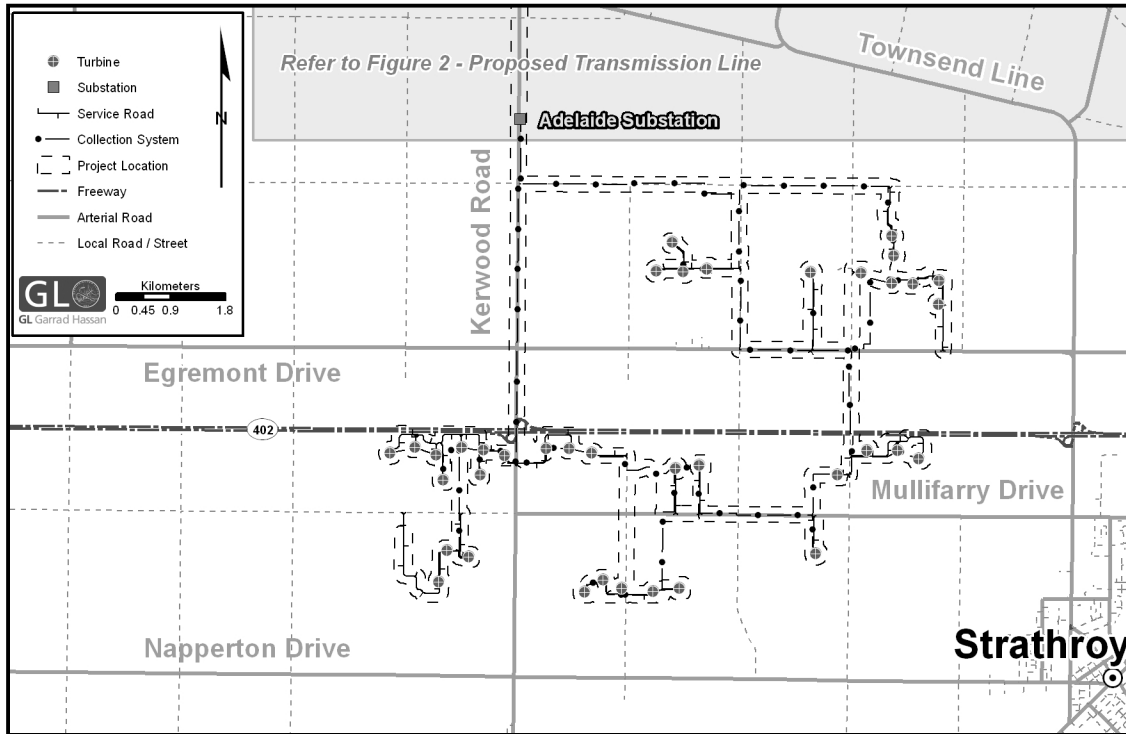 Turbine
Substation
Service Road
Collection System
Project Location
Freeway
Arterial Road
Local Road / Street
N
GL
GL Garrad Hassan
Kilometers
0 0.45 0.9 1.8
Refer to Figure 2 - Proposed Transmission Line
Townsend Line
Adelaide Substation
Kerwood Road
Egremont Drive
402
Mullifarry Drive
Napperton Drive
Strathroy